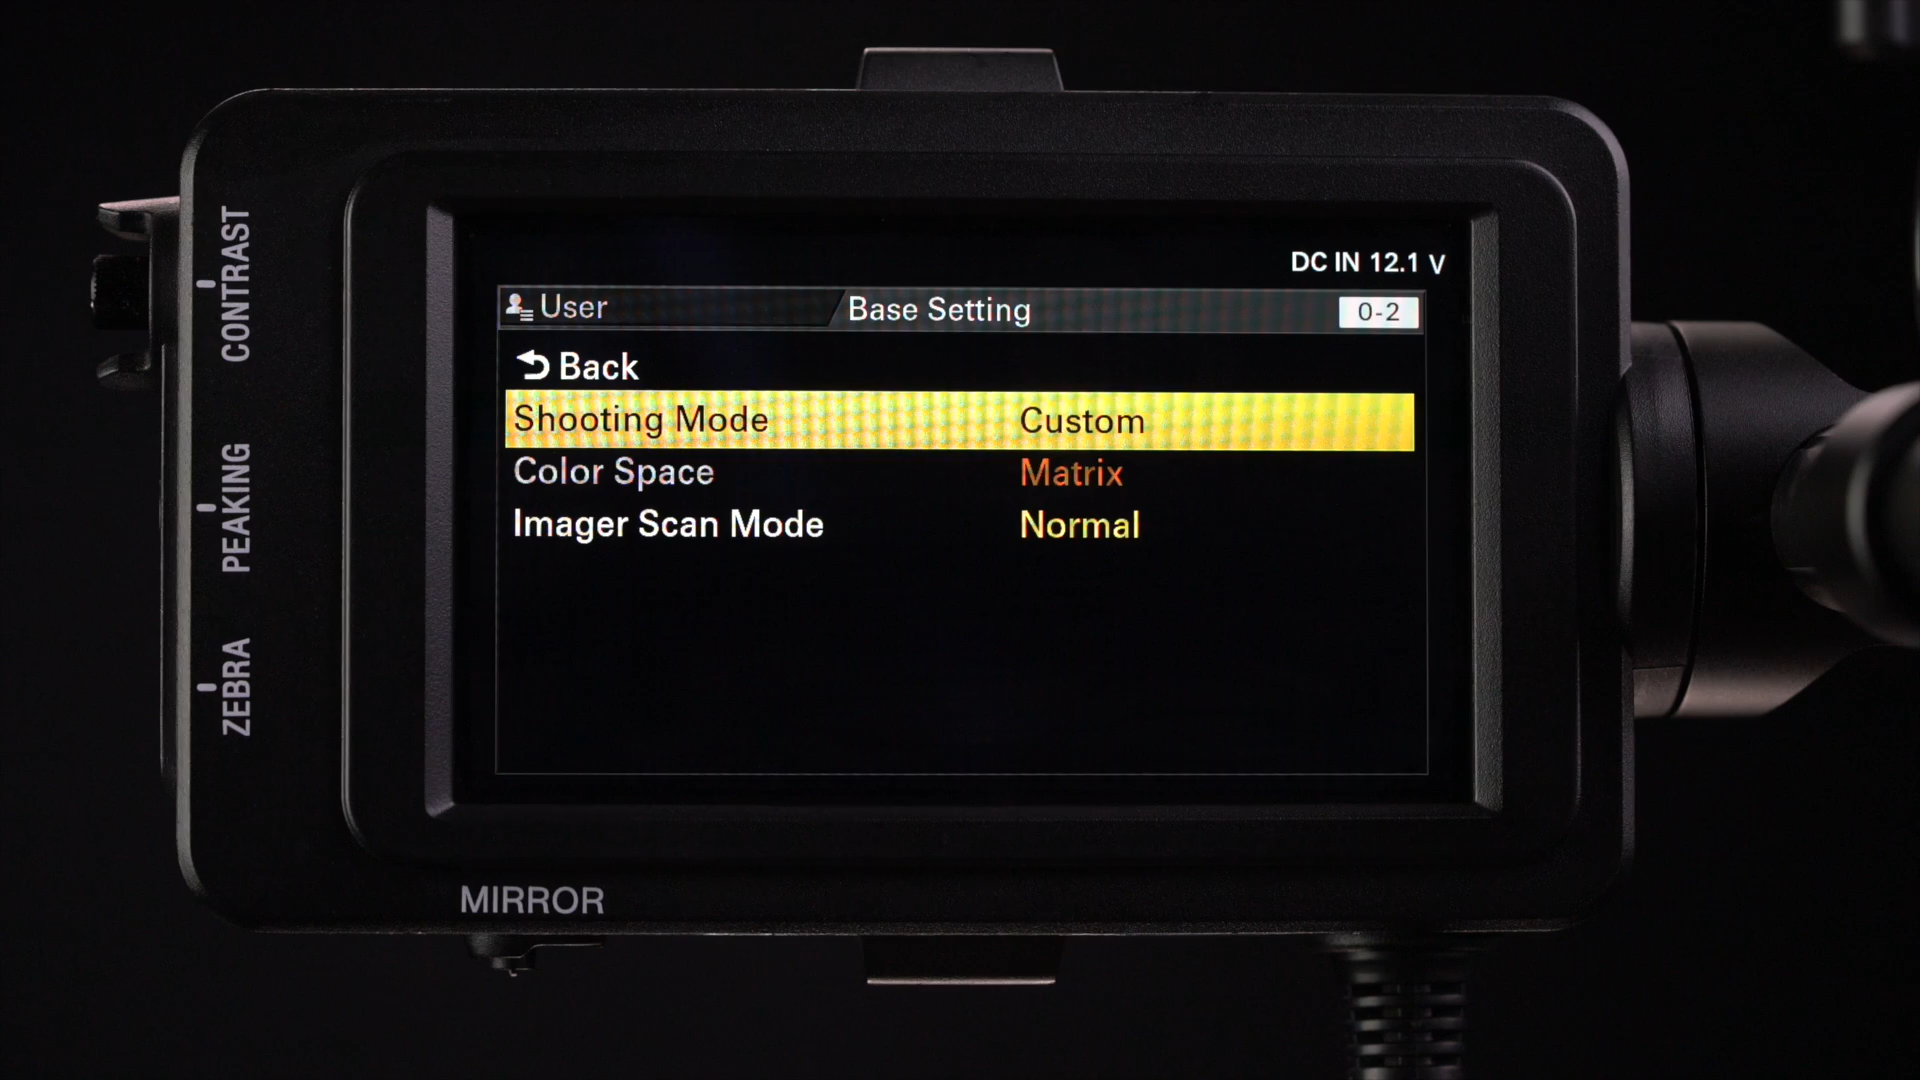 DC IN 12.1 V
User Base Setting 0-2
Back
Shooting Mode Custom
Color Space Matrix
Imager Scan Mode Normal
CONTRAST
PEAKING
ZEBRA
MIRROR